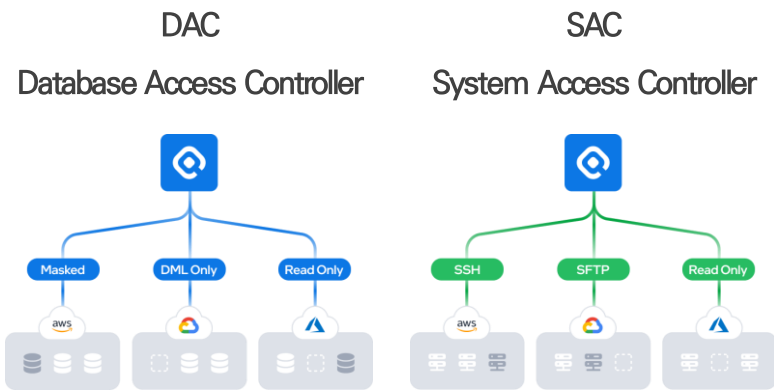 DAC
Database Access Controller
Masked
DML Only
Read Only
aws
SAC
System Access Controller
SSH
SFTP
Read Only
aws